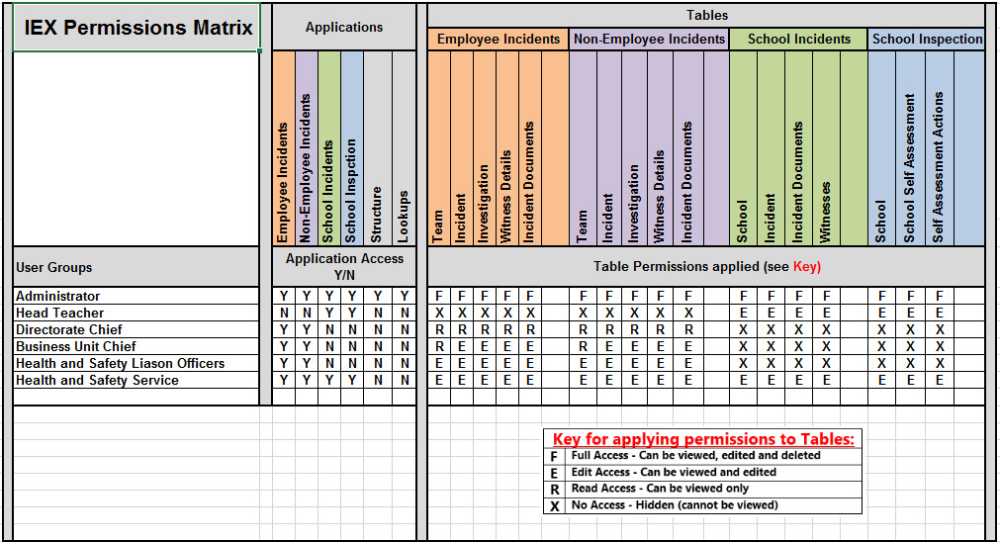 IEX Permissions Matrix
Applications
Tables
Employee Incidents Non-Employee Incidents School Incidents School Inspection
Employee Incidents
Non-Employee Incidents
School Incidents
School Inspction
Structure
Lookups
Team
Incident
Investigation
Witness Details
Incident Documents
Team
Incident
Investigation
Witness Details
Incident Documents
School
Incident
Incident Documents
Witnesses
School
School Self Assessment
Self Assessment Actions
User Groups
Application Access
Y/N
Table Permissions applied (see Key)
Administrator Y Y Y Y Y Y F F F F F F F F F F F F F F F F F
Head Teacher N N Y Y N N X X X X X X X X X X E E E E E E E
Directorate Chief Y Y N N N N R R R R R R R R R R X X X X X X X
Business Unit Chief Y Y N N N N R E E E E R E E E E X X X X X X X
Health and Safety Liason Officers Y Y N N N N E E E E E E E E E E X X X X X X X
Health and Safety Service Y Y Y Y N N E E E E E E E E E E E E E E E E E
Key for applying permissions to Tables:
F Full Access - Can be viewed, edited and deleted
E Edit Access - Can be viewed and edited
R Read Access - Can be viewed only
X No Access - Hidden (cannot be viewed)